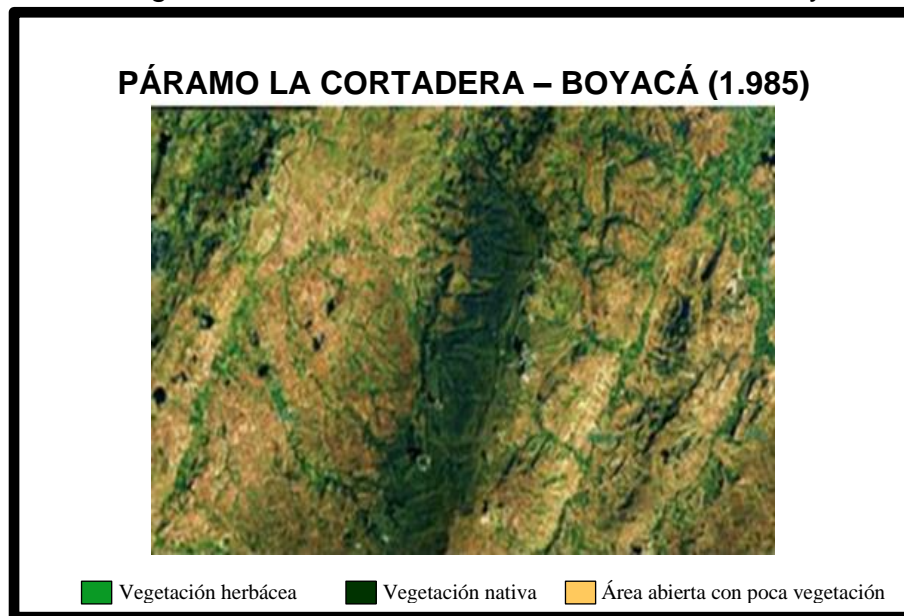 PÁRAMO LA CORTADERA – BOYACÁ (1.985)
Vegetación herbácea Vegetación nativa Área abierta con poca vegetación